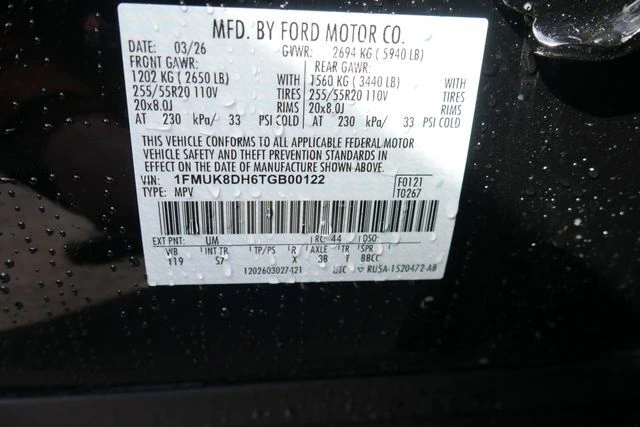 MFD. BY FORD MOTOR CO.
DATE: 03/26 GVWR: 2694 KG ( 5940 LB)
FRONT GAWR: REAR GAWR:
1202 KG ( 2650 LB) WITH 1560 KG ( 3440 LB) WITH
255/55R20 110V TIRES 255/55R20 110V TIRES
20x8.0J RIMS 20x8.0J RIMS
AT 230 kPa/ 33 PSI COLD AT 230 kPa/ 33 PSI COLD
THIS VEHICLE CONFORMS TO ALL APPLICABLE FEDERAL MOTOR
VEHICLE SAFETY AND THEFT PREVENTION STANDARDS IN
EFFECT ON THE DATE OF MANUFACTURE SHOWN ABOVE.
VIN: 1FMUK8DH6TGB00122 F0121
TYPE: MPV T0267
EXT PNT: UM RC: 44 DSO:
WB INT TR TP/PS R AXLE TR SPR
119 S7 X 3B BBCC
1202603027421 UTC ▽ RU5A-1520472-AB